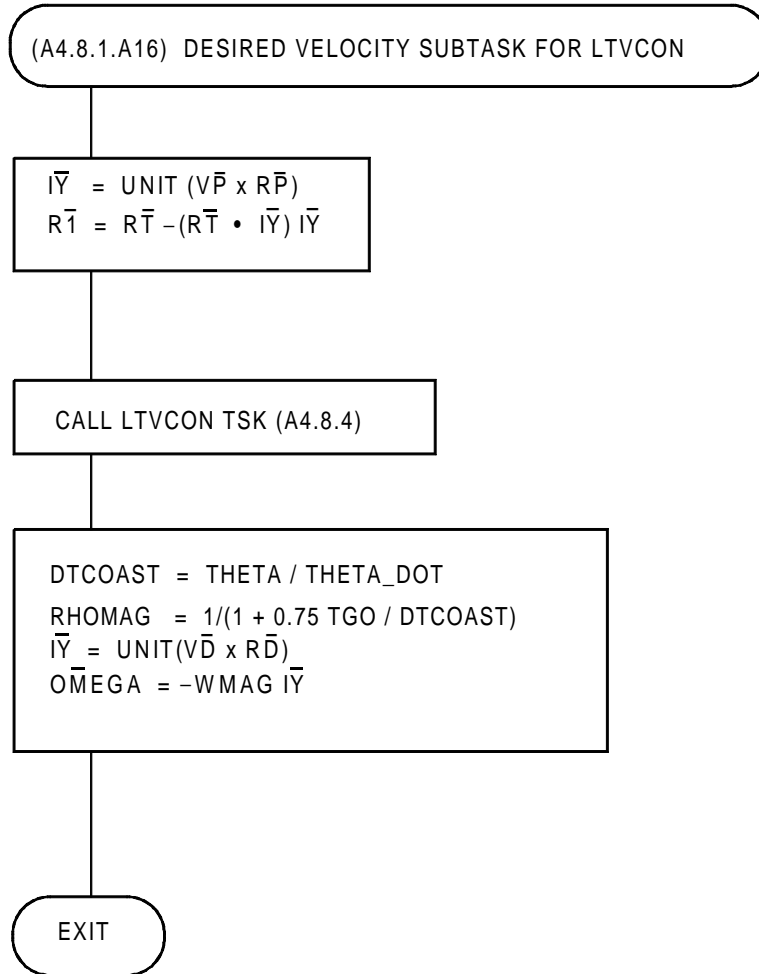 (A4.8.1.A16) DESIRED VELOCITY SUBTASK FOR LTVCON
IY̅ = UNIT (VP̅ x RP̅)
R1̅ = RT̅ – (RT̅ • IY̅) IY̅
CALL LTVCON TSK (A4.8.4)
DTCOAST = THETA / THETA_DOT
RHOMAG = 1/(1 + 0.75 TGO / DTCOAST)
IY̅ = UNIT(VD̅ x RD̅)
OM̅EGA = –WMAG IY̅
EXIT